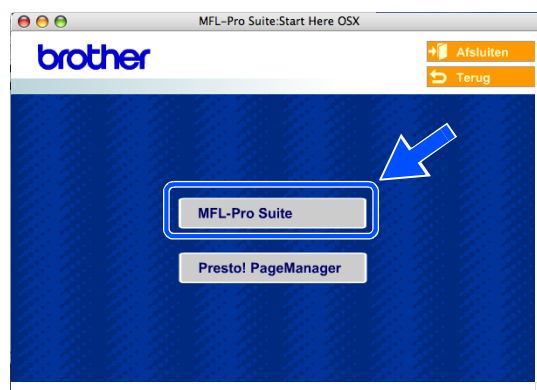 MFL-Pro Suite:Start Here OSX
brother
Afsluiten
Terug
MFL-Pro Suite
Presto! PageManager